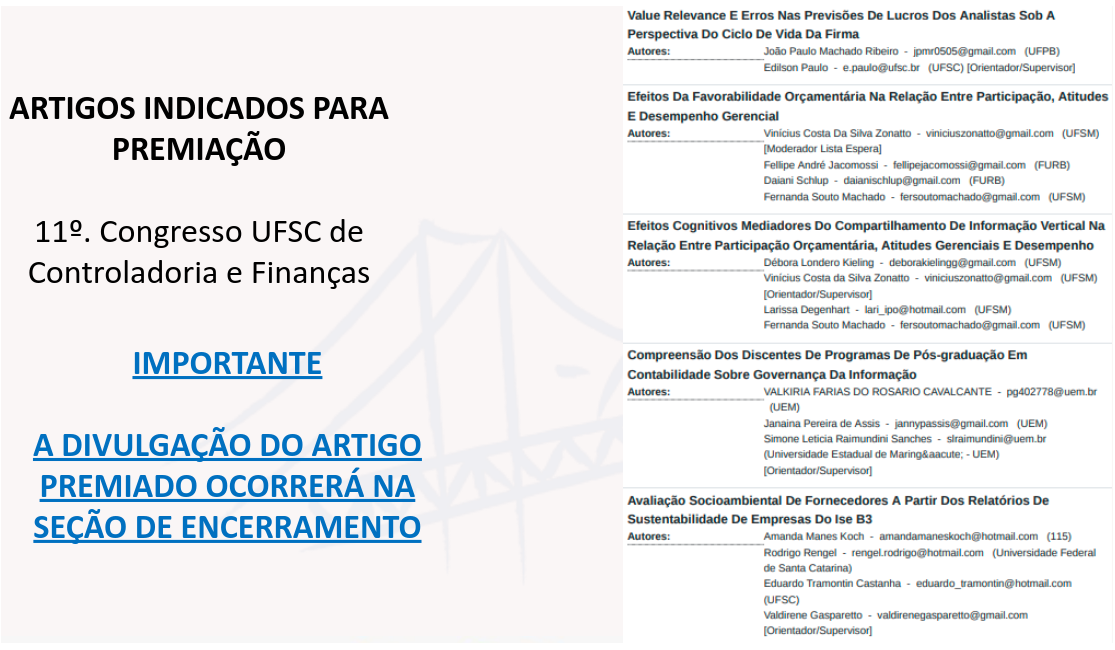 ARTIGOS INDICADOS PARA
PREMIAÇÃO
11º. Congresso UFSC de
Controladoria e Finanças
IMPORTANTE
A DIVULGAÇÃO DO ARTIGO
PREMIADO OCORRERÁ NA
SEÇÃO DE ENCERRAMENTO
Value Relevance E Erros Nas Previsões De Lucros Dos Analistas Sob A
Perspectiva Do Ciclo De Vida Da Firma
Autores: João Paulo Machado Ribeiro - jpmr0505@gmail.com (UFPB)
Edilson Paulo - e.paulo@ufsc.br (UFSC) [Orientador/Supervisor]
Efeitos Da Favorabilidade Orçamentária Na Relação Entre Participação, Atitudes
E Desempenho Gerencial
Autores: Vinícius Costa Da Silva Zonatto - viniciuszonatto@gmail.com (UFSM)
[Moderador Lista Espera]
Fellipe André Jacomossi - fellipejacomossi@gmail.com (FURB)
Daiani Schlup - daianischlup@gmail.com (FURB)
Fernanda Souto Machado - fersoutomachado@gmail.com (UFSM)
Efeitos Cognitivos Mediadores Do Compartilhamento De Informação Vertical Na
Relação Entre Participação Orçamentária, Atitudes Gerenciais E Desempenho
Autores: Débora Londero Kieling - deborakielingg@gmail.com (UFSM)
Vinícius Costa da Silva Zonatto - viniciuszonatto@gmail.com (UFSM)
[Orientador/Supervisor]
Larissa Degenhart - lari_ipo@hotmail.com (UFSM)
Fernanda Souto Machado - fersoutomachado@gmail.com (UFSM)
Compreensão Dos Discentes De Programas De Pós-graduação Em
Contabilidade Sobre Governança Da Informação
Autores: VALKIRIA FARIAS DO ROSARIO CAVALCANTE - pg402778@uem.br
(UEM)
Janaina Pereira de Assis - jannypassis@gmail.com (UEM)
Simone Leticia Raimundini Sanches - slraimundini@uem.br
(Universidade Estadual de Maring&aacute; - UEM)
[Orientador/Supervisor]
Avaliação Socioambiental De Fornecedores A Partir Dos Relatórios De
Sustentabilidade De Empresas Do Ise B3
Autores: Amanda Manes Koch - amandamaneskoch@hotmail.com (115)
Rodrigo Rengel - rengel.rodrigo@hotmail.com (Universidade Federal
de Santa Catarina)
Eduardo Tramontin Castanha - eduardo_tramontin@hotmail.com
(UFSC)
Valdirene Gasparetto - valdirenegasparetto@gmail.com
[Orientador/Supervisor]